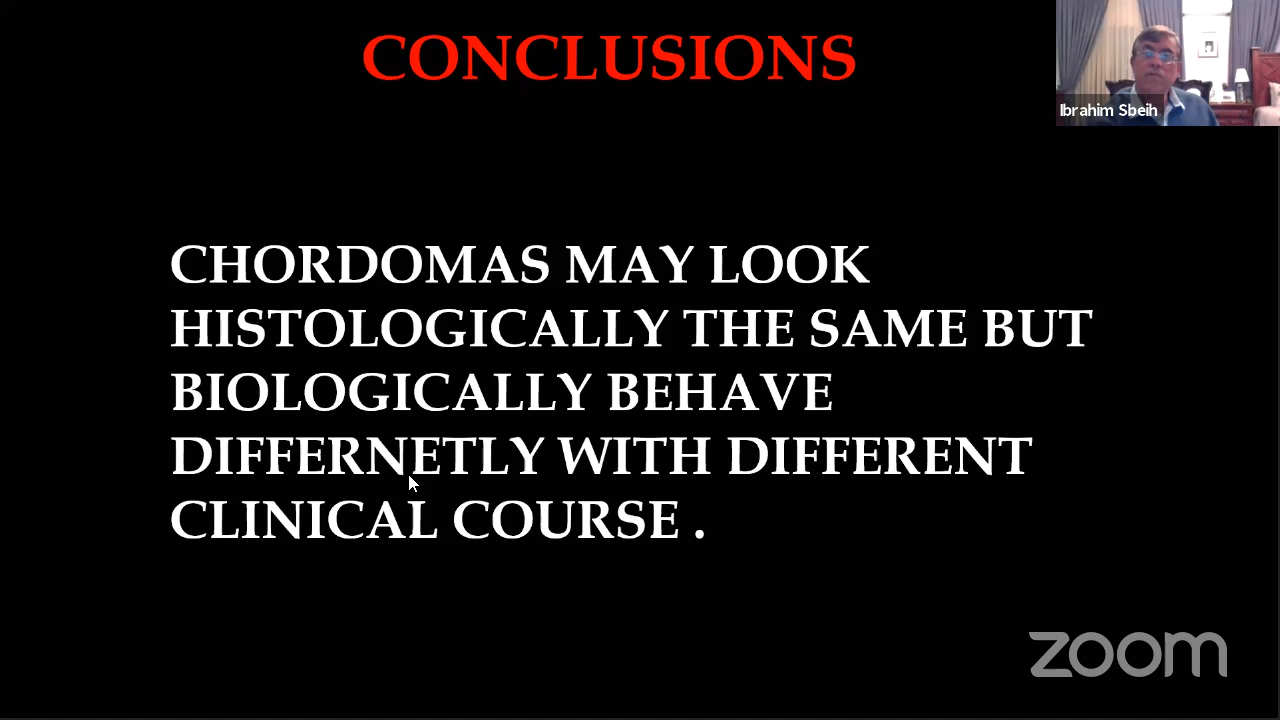 CONCLUSIONS
Ibrahim Sbeih
CHORDOMAS MAY LOOK
HISTOLOGICALLY THE SAME BUT
BIOLOGICALLY BEHAVE
DIFFERNETLY WITH DIFFERENT
CLINICAL COURSE .
zoom